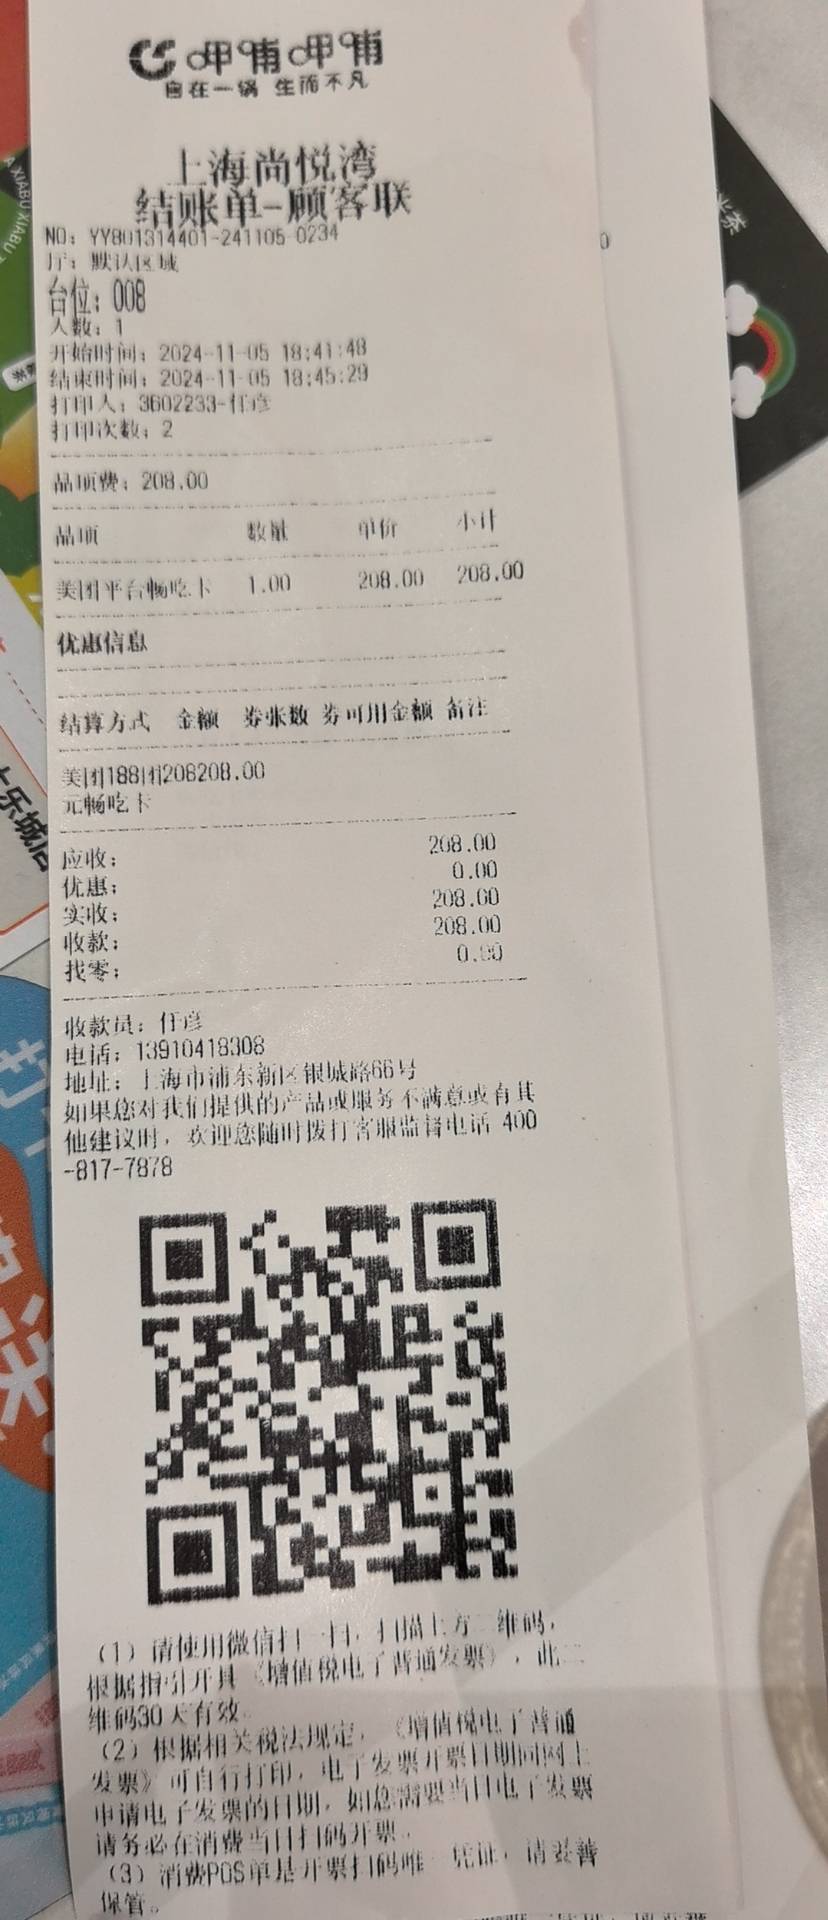 呷哺呷哺
自在一锅 生而不凡
上海尚悦湾
结账单-顾客联
NO: YY801314401-241105-0234
厅: 默认区域
台位: 008
人数: 1
开始时间: 2024-11-05 18:41:48
结束时间: 2024-11-05 18:45:29
打印人: 3602233-任彦
打印次数: 2
品项费: 208.00
品项 数量 单价 小计
美团平台畅吃卡 1.00 208.00 208.00
优惠信息
结算方式 金额 券张数 券可用金额 备注
美团188团208208.00
元畅吃卡
应收: 208.00
优惠: 0.00
实收: 208.00
收款: 208.00
找零: 0.00
收款员: 任彦
电话: 13910418308
地址: 上海市浦东新区银城路66号
如果您对我们提供的产品或服务不满意或有其
他建议时，欢迎您随时拨打客服监督电话 400
-817-7878
(1) 请使用微信扫一扫，扫描上方二维码，
根据指引开具《增值税电子普通发票》，此二
维码30天有效。
(2) 根据相关税法规定，《增值税电子普通
发票》可自行打印，电子发票开票日期同网上
申请电子发票的日期，如您需要当日电子发票
请务必在消费当日扫码开票。
(3) 消费POS单是开票扫码唯一凭证，请妥善
保管。